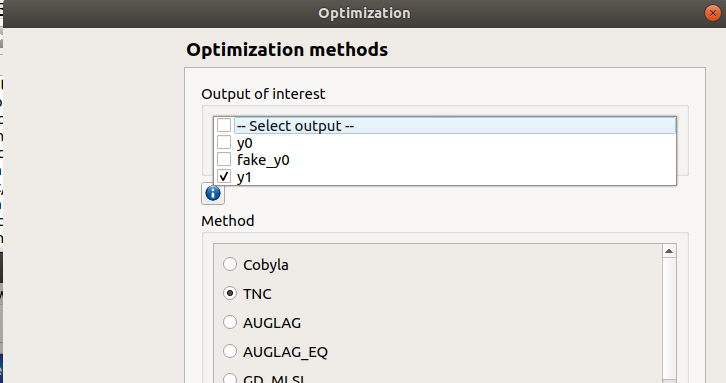 Optimization
Optimization methods
Output of interest
-- Select output --
y0
fake_y0
y1
Method
Cobyla
TNC
AUGLAG
AUGLAG_EQ
GD_MLSL